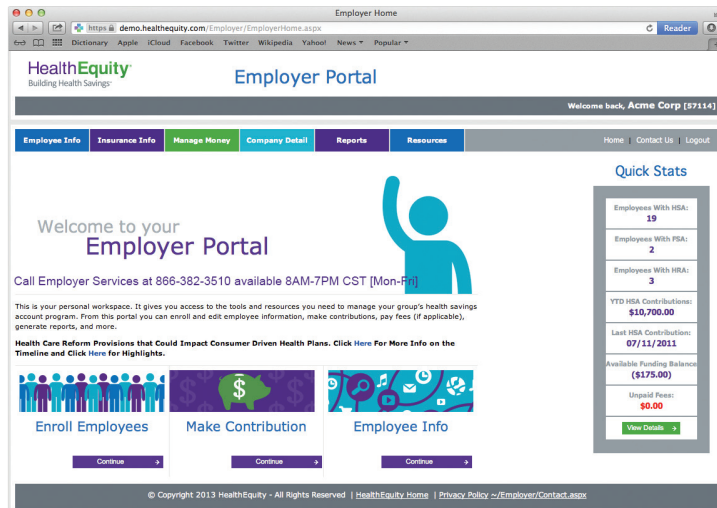 Employer Home
https demo.healthequity.com/Employer/EmployerHome.aspx
Reader
Dictionary Apple iCloud Facebook Twitter Wikipedia Yahoo! News Popular
HealthEquity
Building Health Savings
Employer Portal
Welcome back, Acme Corp [57114]
Employee Info Insurance Info Manage Money Company Detail Reports Resources Home | Contact Us | Logout
Welcome to your
Employer Portal
Call Employer Services at 866-382-3510 available 8AM-7PM CST [Mon-Fri]
This is your personal workspace. It gives you access to the tools and resources you need to manage your group's health savings
account program. From this portal you can enroll and edit employee information, make contributions, pay fees (if applicable),
generate reports, and more.
Health Care Reform Provisions that Could Impact Consumer Driven Health Plans. Click Here For More Info on the
Timeline and Click Here for Highlights.
Enroll Employees
Continue
$ $ $
Make Contribution
Continue
Employee Info
Continue
Quick Stats
Employees With HSA:
19
Employees With FSA:
2
Employees With HRA:
3
YTD HSA Contributions:
$10,700.00
Last HSA Contribution:
07/11/2011
Available Funding Balance
($175.00)
Unpaid Fees:
$0.00
View Details
© Copyright 2013 HealthEquity - All Rights Reserved | HealthEquity Home | Privacy Policy ~/Employer/Contact.aspx